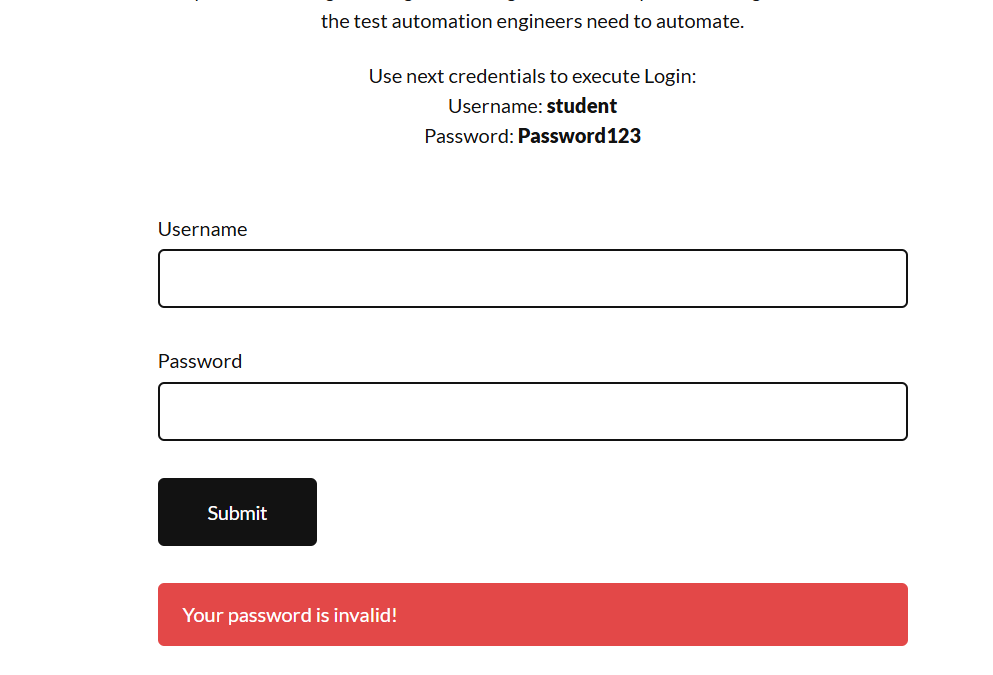 the test automation engineers need to automate.
Use next credentials to execute Login:
Username: student
Password: Password123
Username
Password
Submit
Your password is invalid!